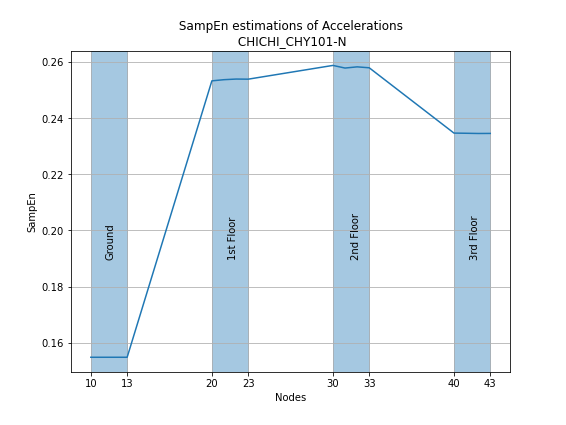 SampEn estimations of Accelerations
CHICHI_CHY101-N
0.26
0.24
0.22
0.20
0.18
0.16
SampEn
Ground
1st Floor
2nd Floor
3rd Floor
10 13 20 23 30 33 40 43
Nodes